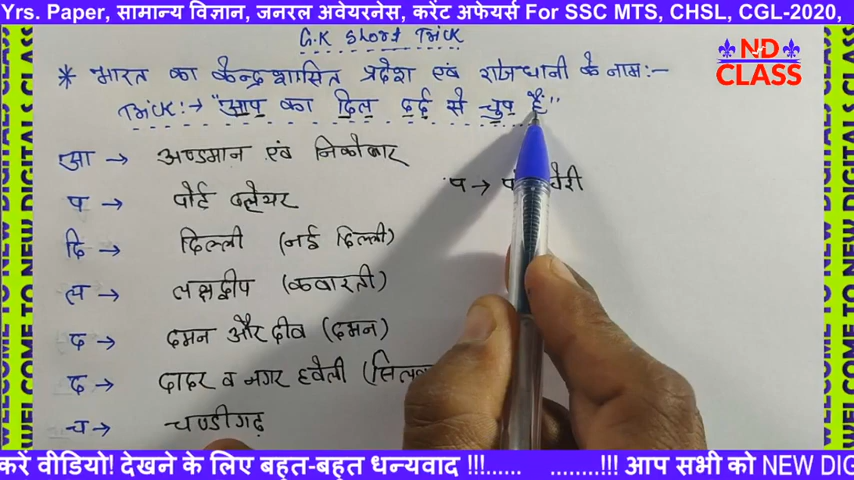 Yrs. Paper, सामान्य विज्ञान, जनरल अवेयरनेस, करेंट अफेयर्स For SSC MTS, CHSL, CGL-2020,
G.K Short Trick
ND
CLASS
* भारत का केन्द्रशासित प्रदेश एवं राजधानी के नाम:-
Trick:→ "आप का दिल दर्द से चुप है"
आ → अण्डमान एवं निकोबार
प → पोर्ट ब्लेयर
प →
दि → दिल्ली (नई दिल्ली)
ल → लक्षद्वीप (कवारती)
द → दमन और दीव (दमन)
द → दादर व नगर हवेली
च → चण्डीगढ़
करें वीडियो! देखने के लिए बहुत-बहुत धन्यवाद !!!...... ........!!! आप सभी को NEW DIG
WELCOME TO NEW DIGITALS